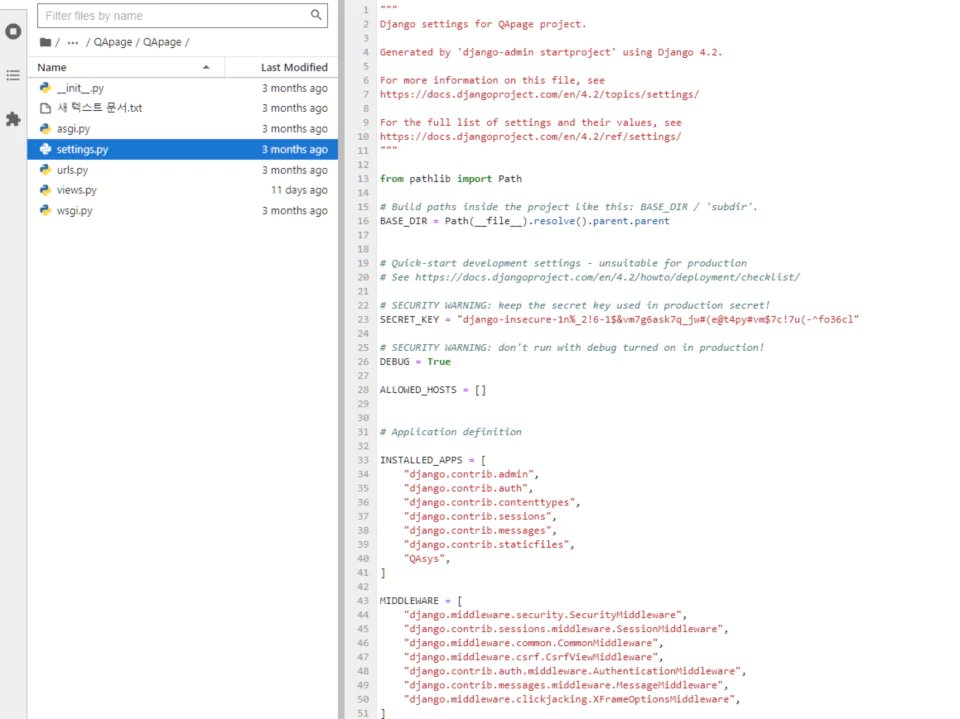 Filter files by name
/ ··· / QApage / QApage /
Name Last Modified
__init__.py 3 months ago
새 텍스트 문서.txt 3 months ago
asgi.py 3 months ago
settings.py 3 months ago
urls.py 3 months ago
views.py 11 days ago
wsgi.py 3 months ago
1 """
2 Django settings for QApage project.
3
4 Generated by 'django-admin startproject' using Django 4.2.
5
6 For more information on this file, see
7 https://docs.djangoproject.com/en/4.2/topics/settings/
8
9 For the full list of settings and their values, see
10 https://docs.djangoproject.com/en/4.2/ref/settings/
11 """
12
13 from pathlib import Path
14
15 # Build paths inside the project like this: BASE_DIR / 'subdir'.
16 BASE_DIR = Path(__file__).resolve().parent.parent
17
18
19 # Quick-start development settings - unsuitable for production
20 # See https://docs.djangoproject.com/en/4.2/howto/deployment/checklist/
21
22 # SECURITY WARNING: keep the secret key used in production secret!
23 SECRET_KEY = "django-insecure-1n%_2!6-1$&vm7g6ask7q_jw#(e@t4py#vm$7c!7u(-^fo36cl"
24
25 # SECURITY WARNING: don't run with debug turned on in production!
26 DEBUG = True
27
28 ALLOWED_HOSTS = []
29
30
31 # Application definition
32
33 INSTALLED_APPS = [
34 "django.contrib.admin",
35 "django.contrib.auth",
36 "django.contrib.contenttypes",
37 "django.contrib.sessions",
38 "django.contrib.messages",
39 "django.contrib.staticfiles",
40 "QAsys",
41 ]
42
43 MIDDLEWARE = [
44 "django.middleware.security.SecurityMiddleware",
45 "django.contrib.sessions.middleware.SessionMiddleware",
46 "django.middleware.common.CommonMiddleware",
47 "django.middleware.csrf.CsrfViewMiddleware",
48 "django.contrib.auth.middleware.AuthenticationMiddleware",
49 "django.contrib.messages.middleware.MessageMiddleware",
50 "django.middleware.clickjacking.XFrameOptionsMiddleware",
51 ]